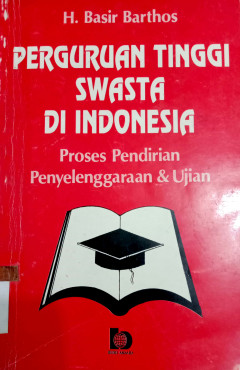 H. Basir Barthos
PERGURUAN TINGGI
SWASTA
DI INDONESIA
Proses Pendirian
Penyelenggaraan & Ujian